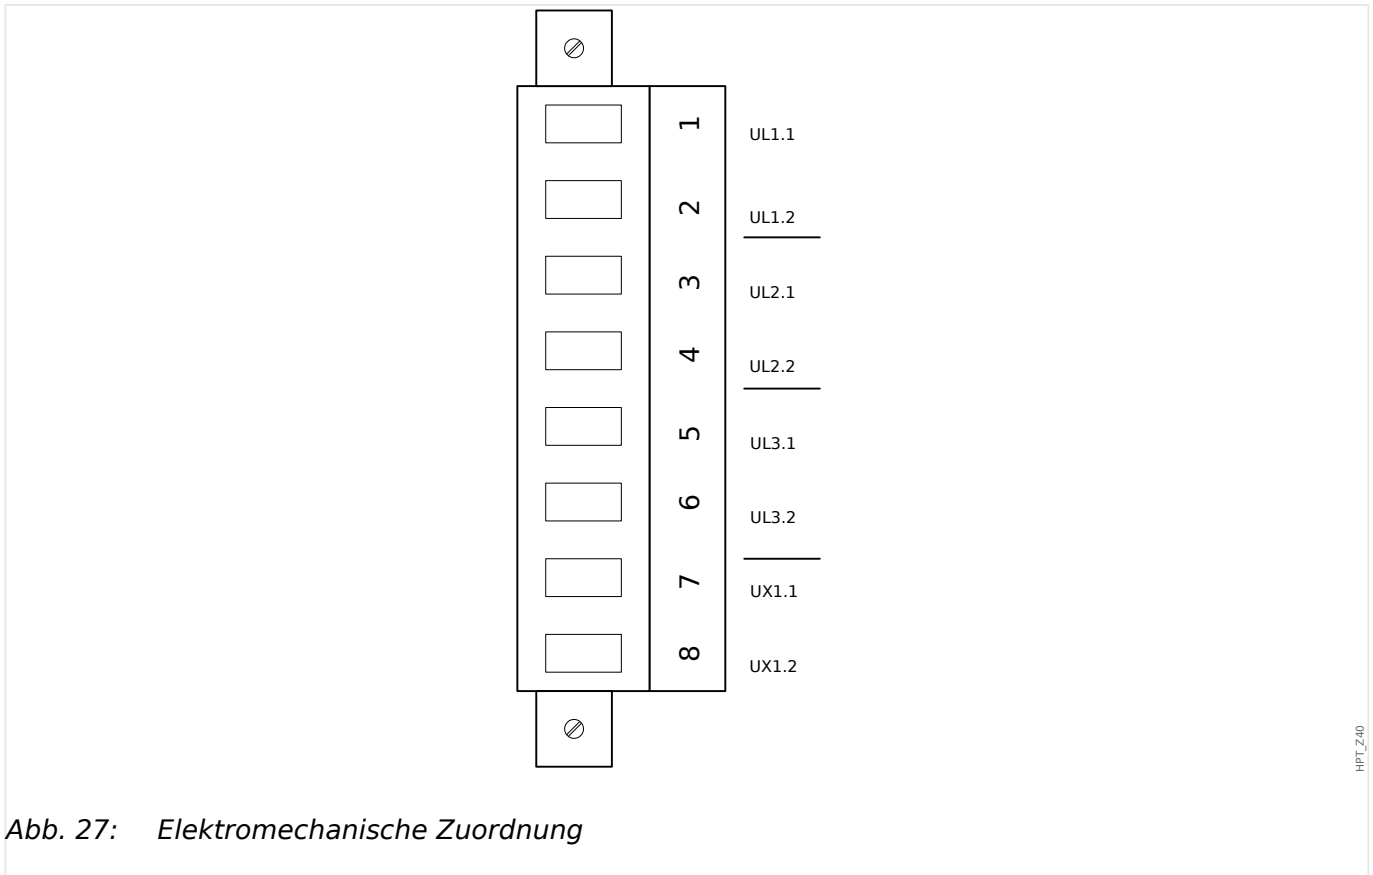 1 UL1.1
2 UL1.2
3 UL2.1
4 UL2.2
5 UL3.1
6 UL3.2
7 UX1.1
8 UX1.2
HPT_Z40
Abb. 27: Elektromechanische Zuordnung